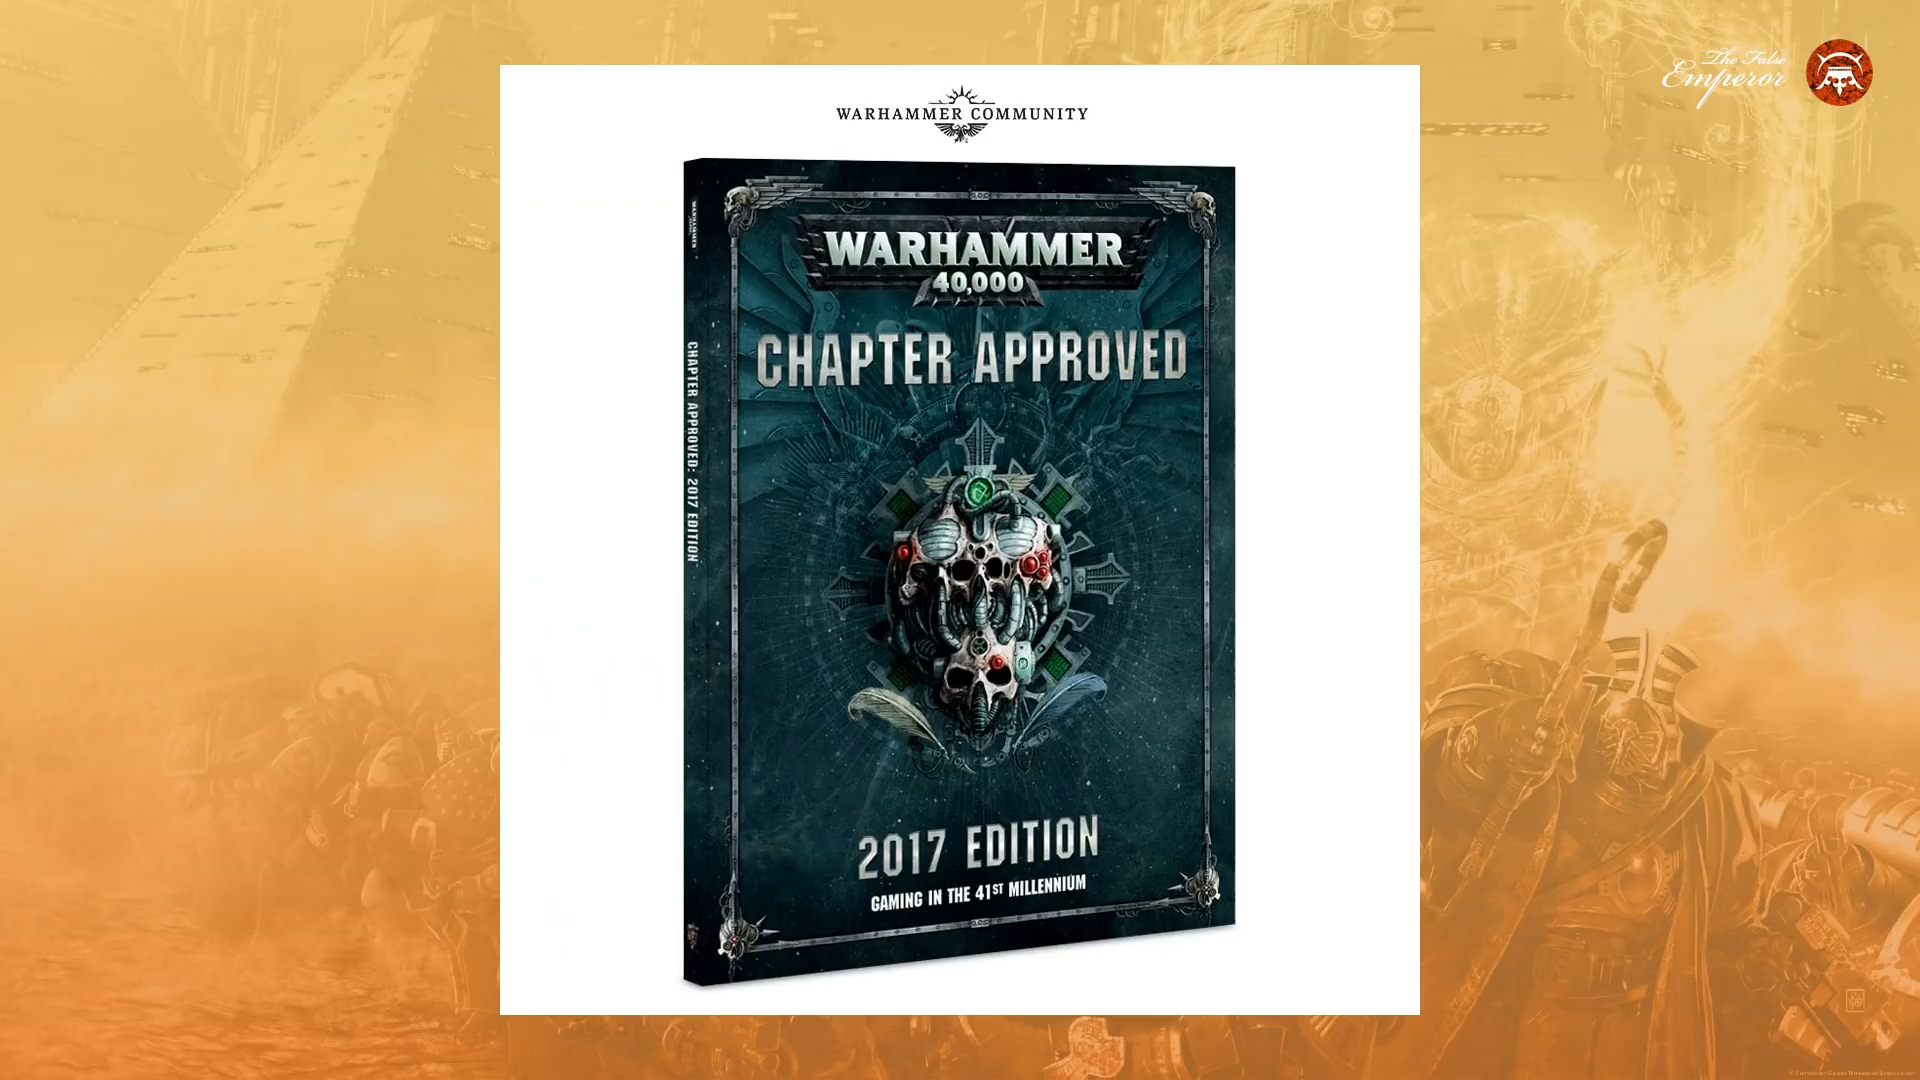 The False
Emperor
WARHAMMER COMMUNITY
WARHAMMER
40,000
CHAPTER APPROVED
2017 EDITION
GAMING IN THE 41ST MILLENNIUM
CHAPTER APPROVED: 2017 EDITION